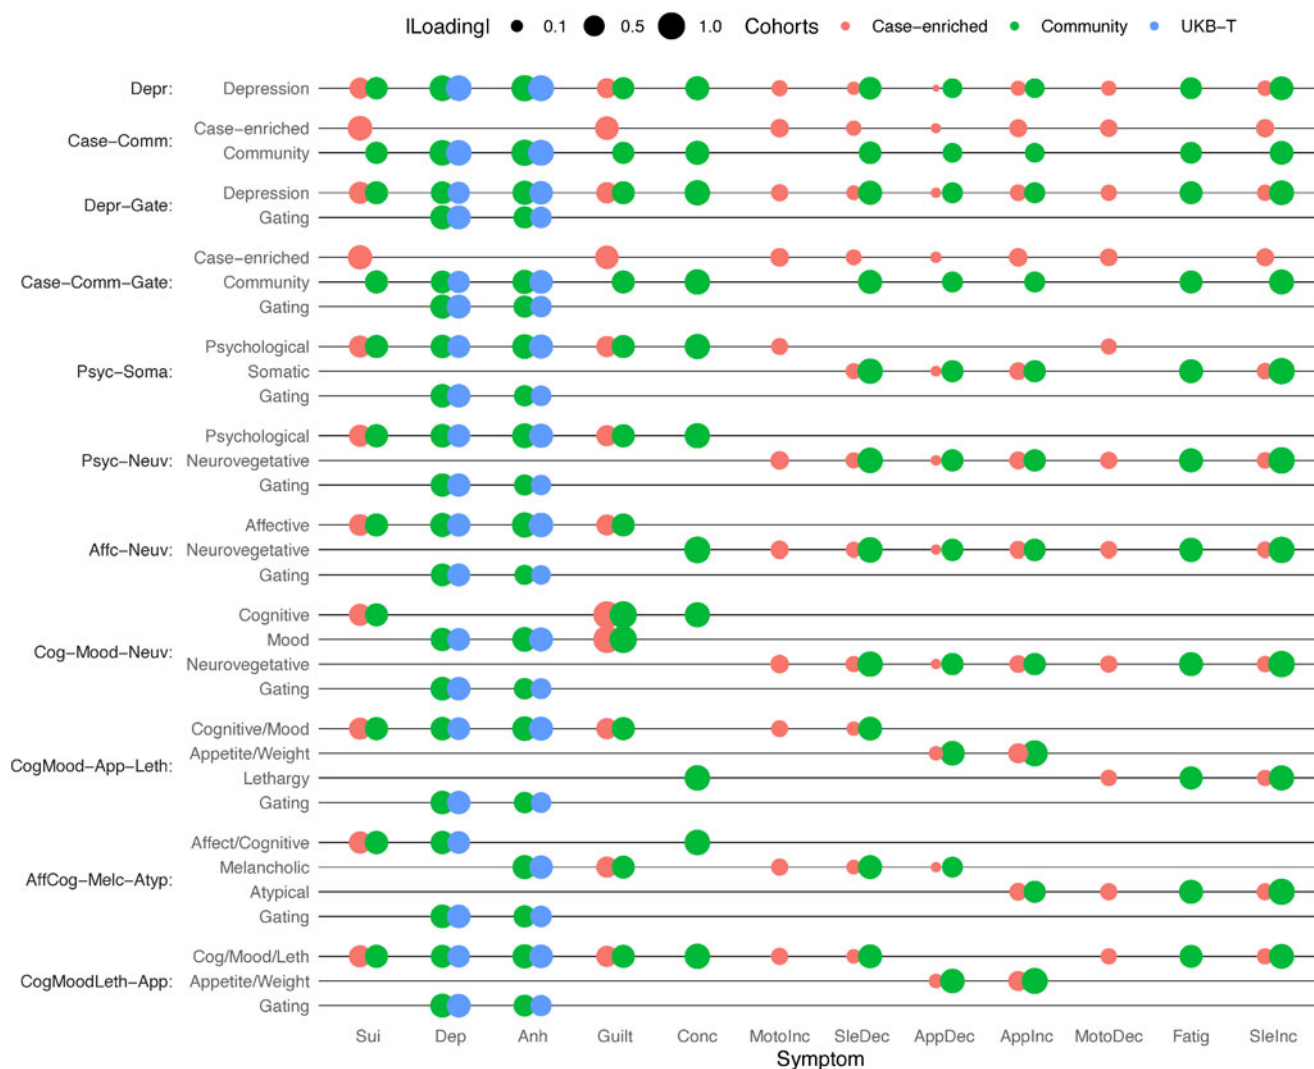 |Loading| 0.1 0.5 1.0 Cohorts Case-enriched Community UKB-T
Depr: Depression
Case-Comm: Case-enriched
Community
Depr-Gate: Depression
Gating
Case-Comm-Gate: Case-enriched
Community
Gating
Psyc-Soma: Psychological
Somatic
Gating
Psyc-Neuv: Psychological
Neurovegetative
Gating
Affc-Neuv: Affective
Neurovegetative
Gating
Cog-Mood-Neuv: Cognitive
Mood
Neurovegetative
Gating
CogMood-App-Leth: Cognitive/Mood
Appetite/Weight
Lethargy
Gating
AffCog-Melc-Atyp: Affect/Cognitive
Melancholic
Atypical
Gating
CogMoodLeth-App: Cog/Mood/Leth
Appetite/Weight
Gating
Sui Dep Anh Guilt Conc MotoInc SleDec AppDec AppInc MotoDec Fatig SleInc
Symptom